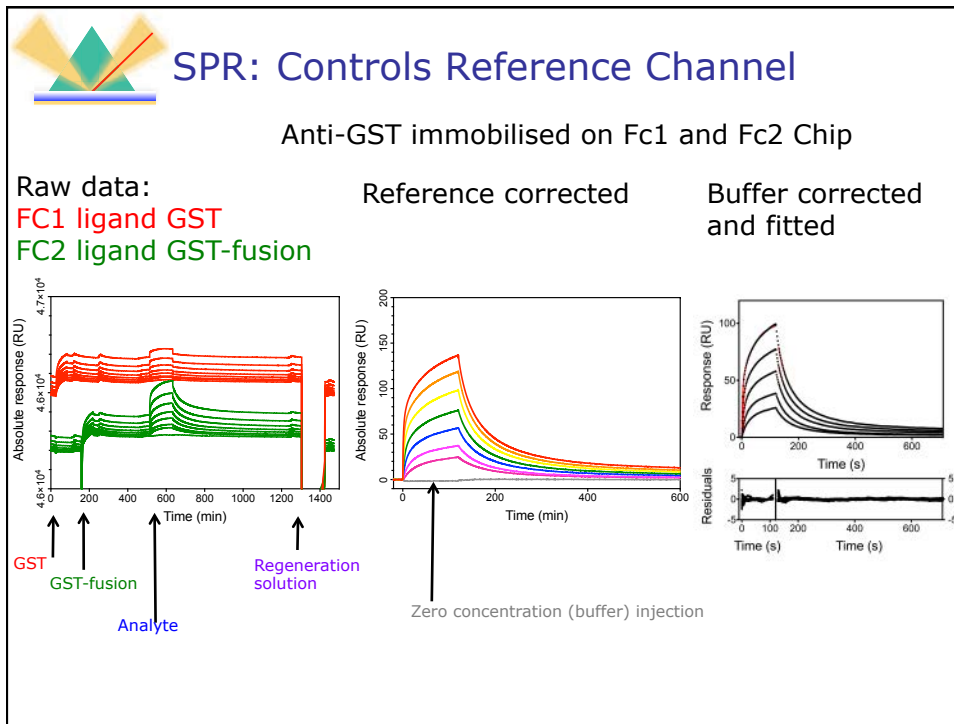 SPR: Controls Reference Channel
Anti-GST immobilised on Fc1 and Fc2 Chip
Raw data:
FC1 ligand GST
FC2 ligand GST-fusion
Reference corrected
Buffer corrected
and fitted
Absolute response (RU)
4.7×10⁴
4.6×10⁴
4.6×10⁴
0 200 400 600 800 1000 1200 1400
Time (min)
GST
GST-fusion
Analyte
Regeneration
solution
Absolute response (RU)
200
150
100
50
0
0 200 400 600
Time (min)
Zero concentration (buffer) injection
Response (RU)
100
50
0
0 200 400 600
Time (s)
Residuals
5
0
-5
5
0
-5
0 100 200 400 600
Time (s) Time (s)